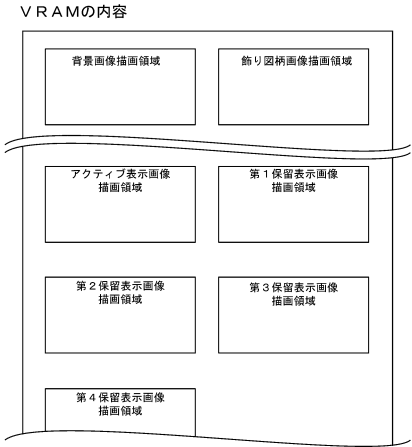 ＶＲＡＭの内容
背景画像描画領域
飾り図柄画像描画領域
アクティブ表示画像
描画領域
第１保留表示画像
描画領域
第２保留表示画像
描画領域
第３保留表示画像
描画領域
第４保留表示画像
描画領域